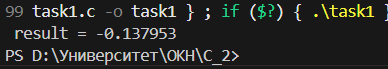 99 task1.c -o task1 } ; if ($?) { .\task1 }
result = -0.137953
PS D:\Университет\ОКН\C_2>